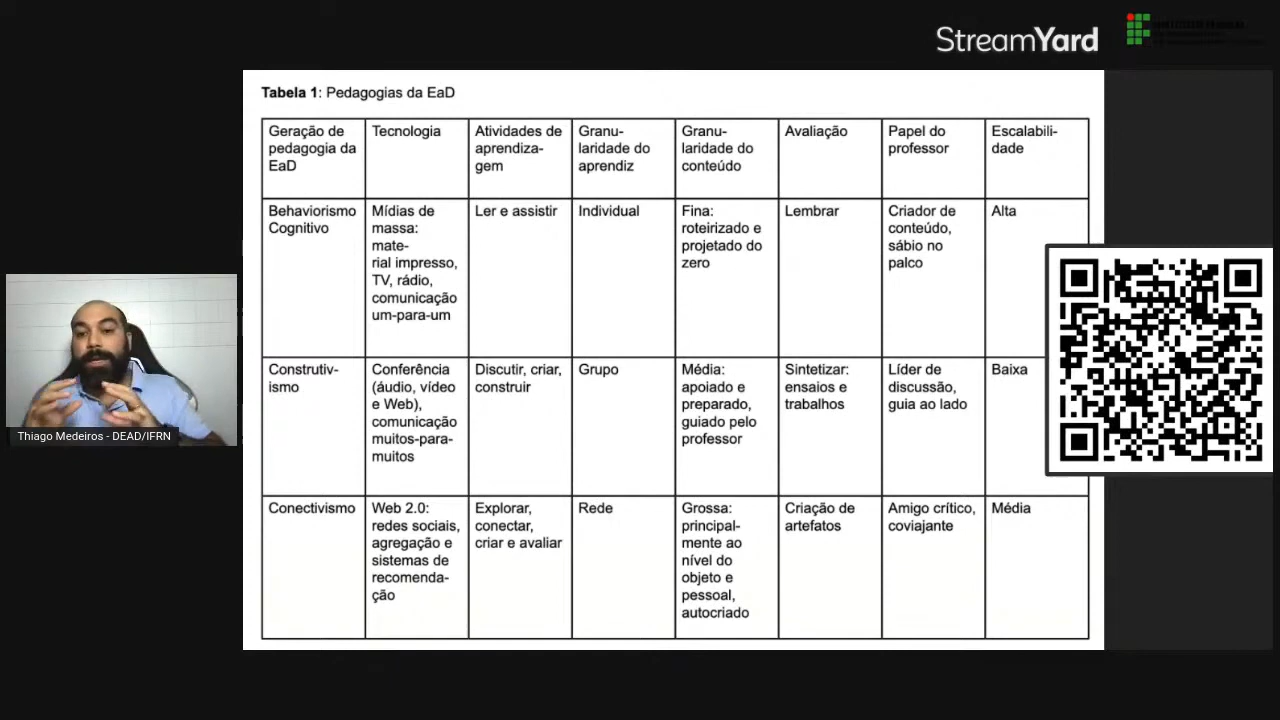 StreamYard
Tabela 1: Pedagogias da EaD
Geração de
pedagogia da
EaD
Tecnologia
Atividades de
aprendiza-
gem
Granu-
laridade do
aprendiz
Granu-
laridade do
conteúdo
Avaliação
Papel do
professor
Escalabili-
dade
Behaviorismo
Cognitivo
Mídias de
massa:
mate-
rial impresso,
TV, rádio,
comunicação
um-para-um
Ler e assistir
Individual
Fina:
roteirizado e
projetado do
zero
Lembrar
Criador de
conteúdo,
sábio no
palco
Alta
Construtiv-
ismo
Conferência
(áudio, vídeo
e Web),
comunicação
muitos-para-
muitos
Discutir, criar,
construir
Grupo
Média:
apoiado e
preparado,
guiado pelo
professor
Sintetizar:
ensaios e
trabalhos
Líder de
discussão,
guia ao lado
Baixa
Conectivismo
Web 2.0:
redes sociais,
agregação e
sistemas de
recomenda-
ção
Explorar,
conectar,
criar e avaliar
Rede
Grossa:
principal-
mente ao
nível do
objeto e
pessoal,
autocriado
Criação de
artefatos
Amigo crítico,
coviajante
Média
Thiago Medeiros - DEAD/IFRN